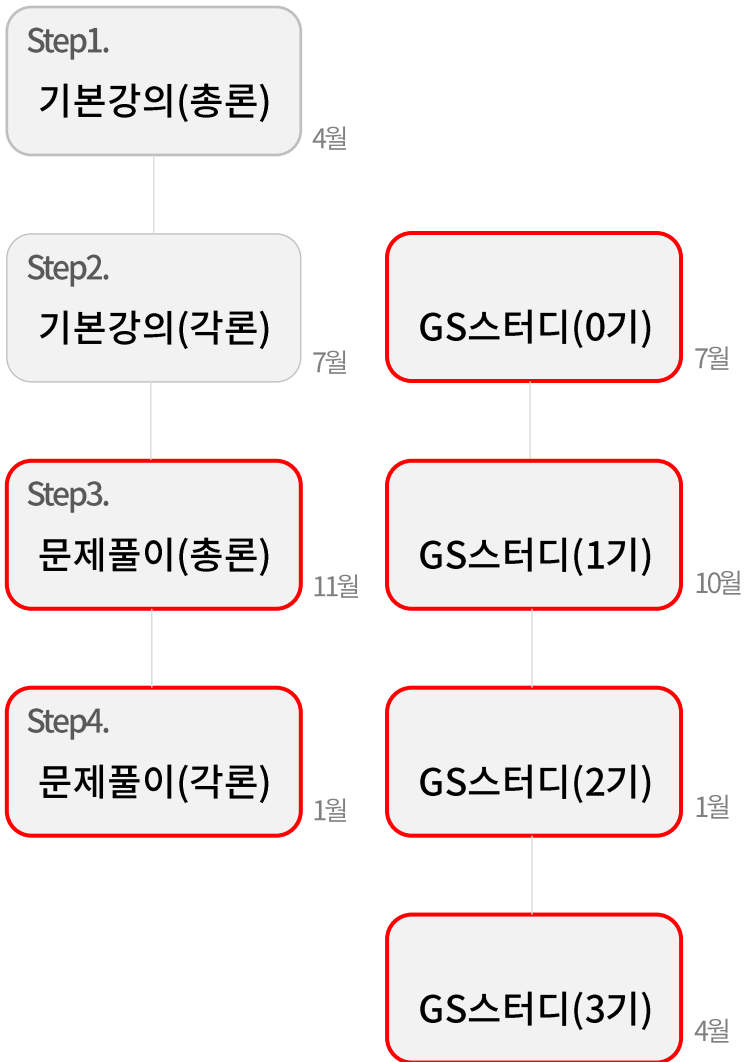 Step1.
기본강의(총론)
4월
Step2.
기본강의(각론)
7월
GS스터디(0기)
7월
Step3.
문제풀이(총론)
11월
GS스터디(1기)
10월
Step4.
문제풀이(각론)
1월
GS스터디(2기)
1월
GS스터디(3기)
4월